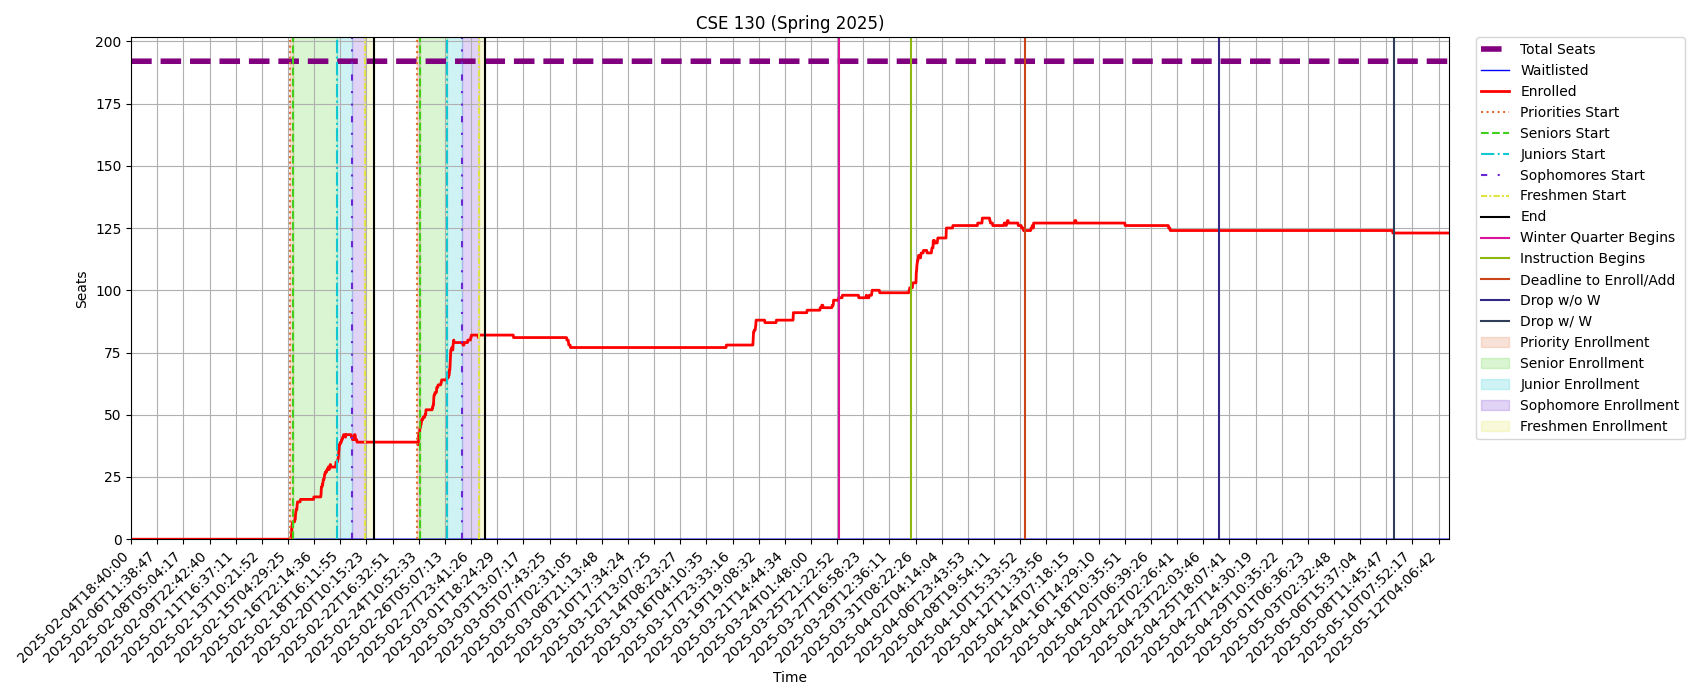 CSE 130 (Spring 2025)
200
175
150
125
100
75
50
25
0
Seats
2025-02-04T18:40:00
2025-02-06T11:38:47
2025-02-08T05:04:17
2025-02-09T22:42:40
2025-02-11T16:37:11
2025-02-13T10:21:52
2025-02-15T04:29:25
2025-02-16T22:14:36
2025-02-18T16:11:55
2025-02-20T10:15:23
2025-02-22T16:32:51
2025-02-24T10:52:33
2025-02-26T05:07:13
2025-02-27T23:41:26
2025-03-01T18:24:29
2025-03-03T13:07:17
2025-03-05T07:43:25
2025-03-07T02:31:05
2025-03-08T21:13:48
2025-03-10T17:34:24
2025-03-12T13:07:25
2025-03-14T08:23:27
2025-03-16T04:10:35
2025-03-17T23:33:16
2025-03-19T19:08:32
2025-03-21T14:44:34
2025-03-24T01:48:00
2025-03-25T21:22:52
2025-03-27T16:58:23
2025-03-29T12:36:11
2025-03-31T08:22:26
2025-04-02T04:14:14
2025-04-06T23:43:53
2025-04-08T19:54:11
2025-04-10T15:33:52
2025-04-12T11:33:56
2025-04-14T07:18:15
2025-04-16T14:29:10
2025-04-18T10:35:51
2025-04-20T06:39:26
2025-04-22T02:26:41
2025-04-23T22:03:46
2025-04-25T18:07:41
2025-04-27T14:30:19
2025-04-29T10:35:22
2025-05-01T06:36:23
2025-05-03T02:32:48
2025-05-06T15:37:04
2025-05-08T11:45:47
2025-05-10T07:52:17
2025-05-12T04:06:42
Time
Total Seats
Waitlisted
Enrolled
Priorities Start
Seniors Start
Juniors Start
Sophomores Start
Freshmen Start
End
Winter Quarter Begins
Instruction Begins
Deadline to Enroll/Add
Drop w/o W
Drop w/ W
Priority Enrollment
Senior Enrollment
Junior Enrollment
Sophomore Enrollment
Freshmen Enrollment